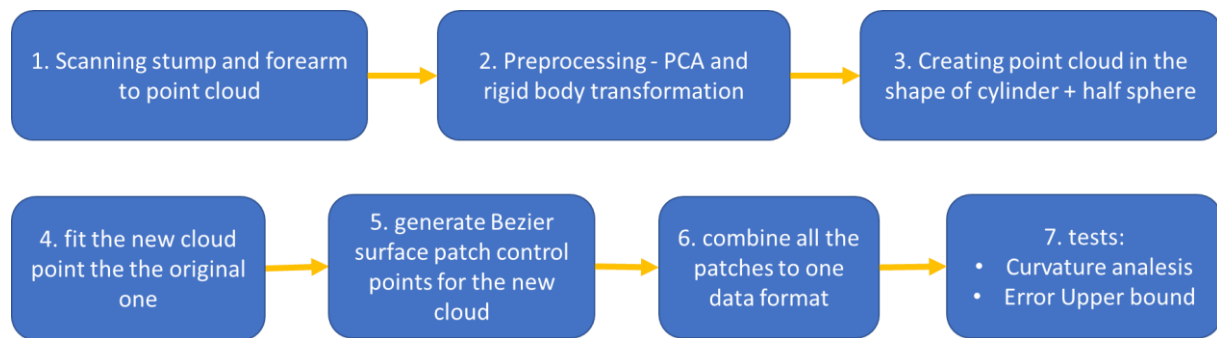 1. Scanning stump and forearm
to point cloud
2. Preprocessing - PCA and
rigid body transformation
3. Creating point cloud in the
shape of cylinder + half sphere
4. fit the new cloud
point the the original
one
5. generate Bezier
surface patch control
points for the new
cloud
6. combine all the
patches to one
data format
7. tests:
• Curvature analesis
• Error Upper bound